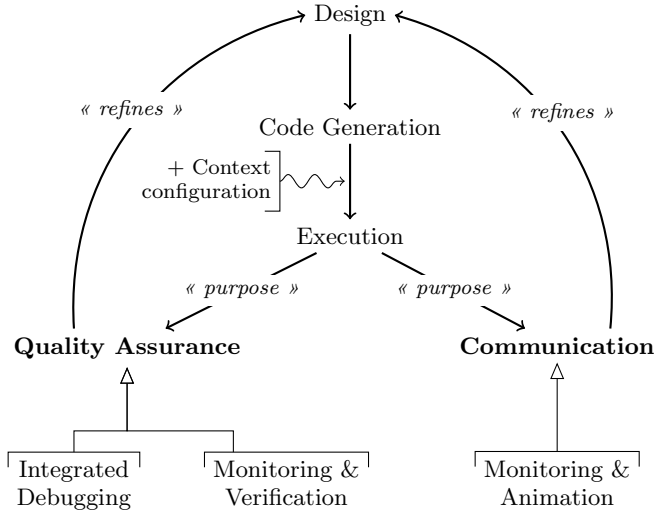 Design
« refines »
« refines »
Code Generation
+ Context
configuration
Execution
« purpose »
« purpose »
Quality Assurance
Communication
Integrated
Debugging
Monitoring &
Verification
Monitoring &
Animation